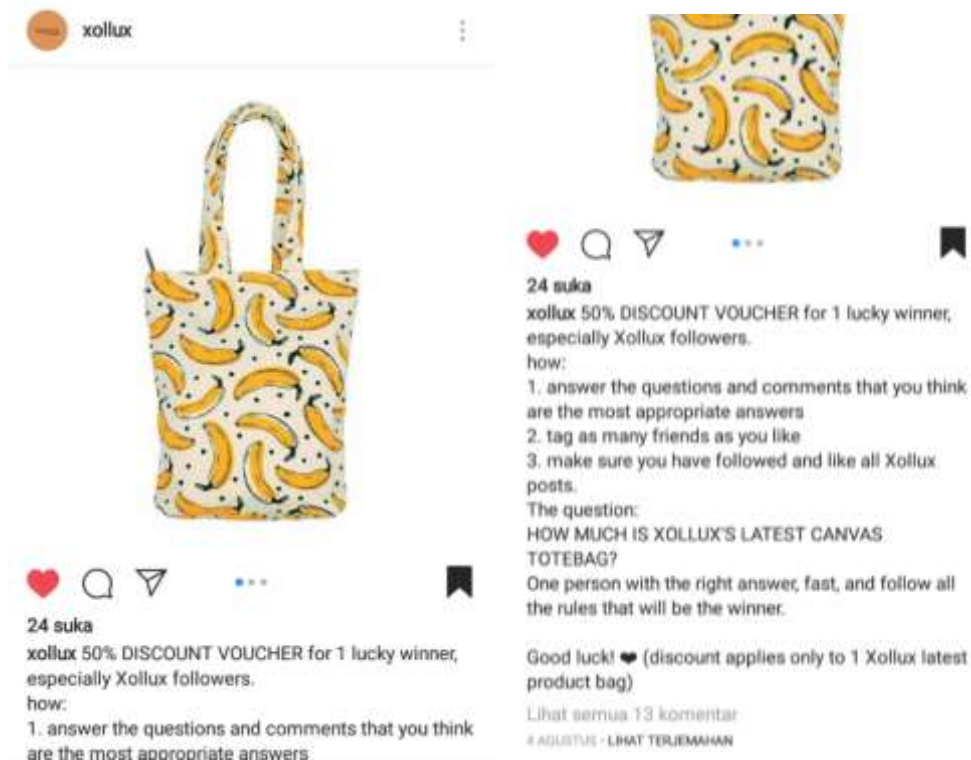 xollux
24 suka
xollux 50% DISCOUNT VOUCHER for 1 lucky winner,
especially Xollux followers.
how:
1. answer the questions and comments that you think
are the most appropriate answers
24 suka
xollux 50% DISCOUNT VOUCHER for 1 lucky winner,
especially Xollux followers.
how:
1. answer the questions and comments that you think
are the most appropriate answers
2. tag as many friends as you like
3. make sure you have followed and like all Xollux
posts.
The question:
HOW MUCH IS XOLLUX'S LATEST CANVAS
TOTEBAG?
One person with the right answer, fast, and follow all
the rules that will be the winner.
Good luck! ❤ (discount applies only to 1 Xollux latest
product bag)
Lihat semua 13 komentar
4 AGUSTUS · LIHAT TERJEMAHAN